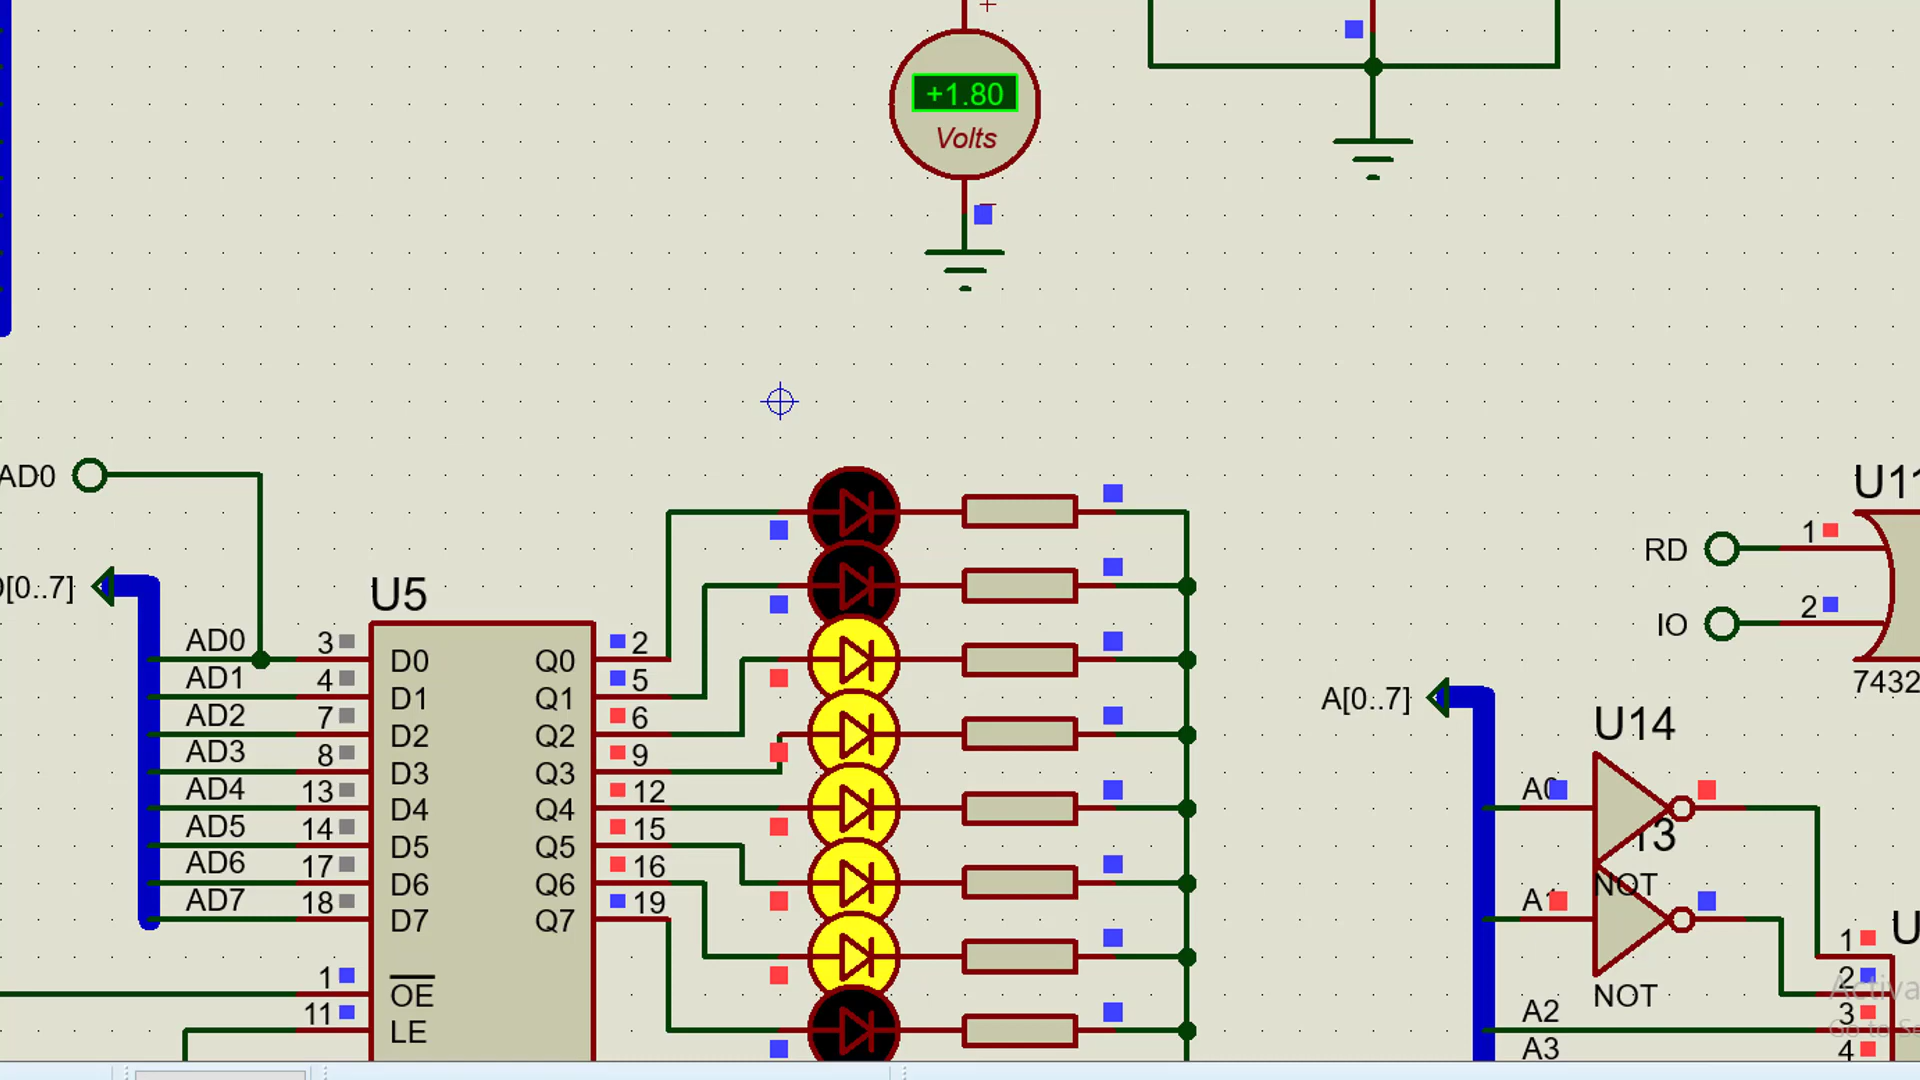 +
+1.80
Volts
U11
AD0
RD
1
[0..7]
U5
IO
2
AD0 3 D0 Q0 2
AD1 4 D1 Q1 5
7432
AD2 7 D2 Q2 6
A[0..7]
U14
AD3 8 D3 Q3 9
AD4 13 D4 Q4 12
AD5 14 D5 Q5 15
13
AD6 17 D6 Q6 16
NOT
AD7 18 D7 Q7 19
1
2
1 OE
NOT
11 LE
A2
3
A3
4